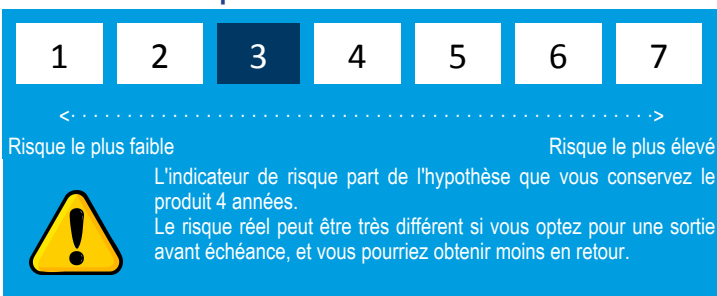 1 2 3 4 5 6 7
<· · · · · · · · · · · · · · · · · · · · · · · · · · · · · · · · · · · · · · · · · · · · · · · · · · · · ·>
Risque le plus faible Risque le plus élevé
L'indicateur de risque part de l'hypothèse que vous conservez le
produit 4 années.
Le risque réel peut être très différent si vous optez pour une sortie
avant échéance, et vous pourriez obtenir moins en retour.